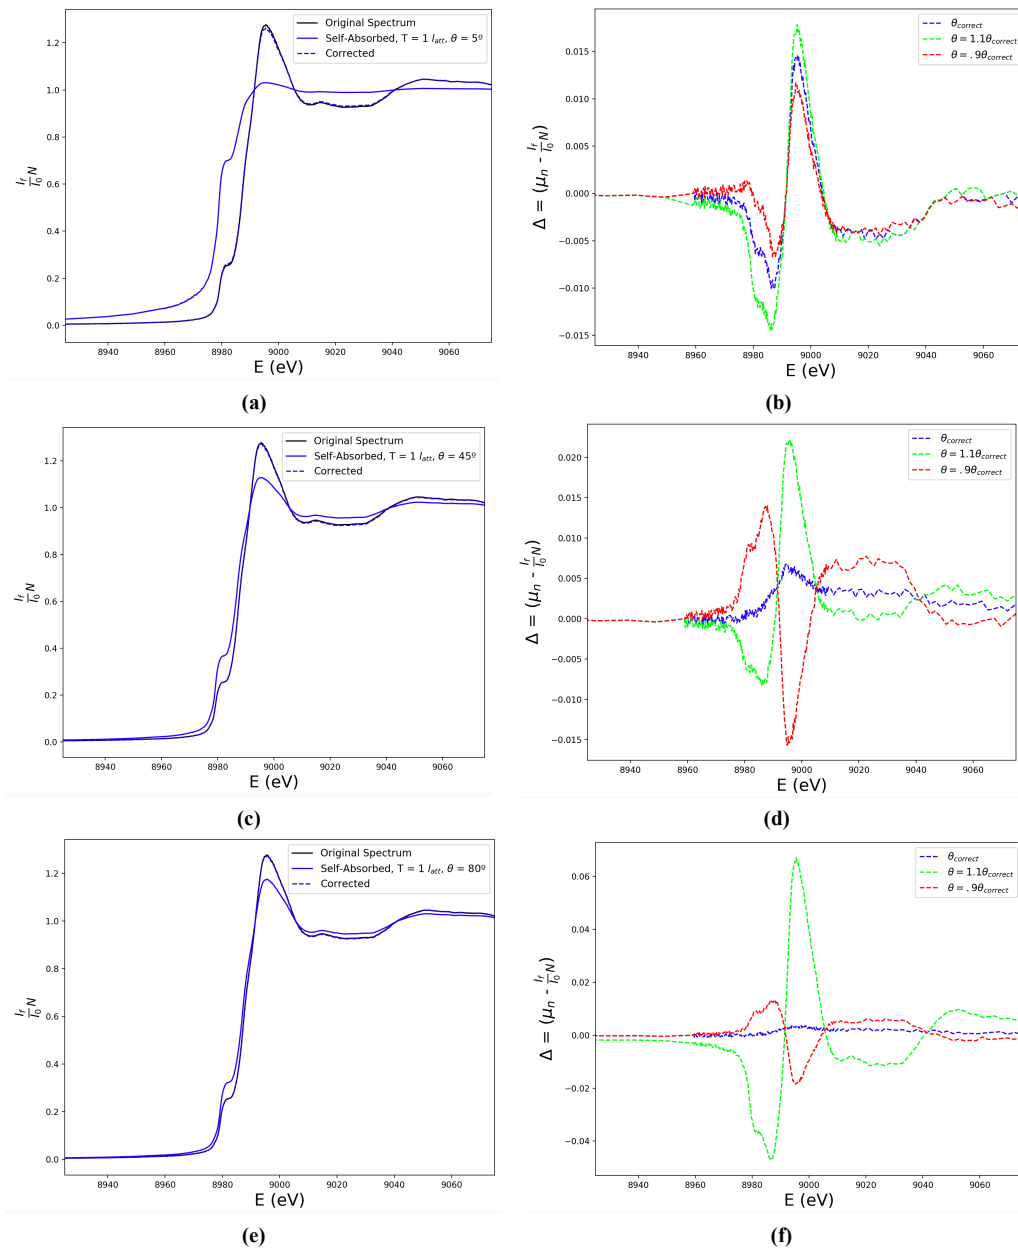 Original Spectrum
Self-Absorbed, T = 1 l_att, θ = 5º
Corrected
1.2
1.0
0.8
0.6
0.4
0.2
0.0
I_f/I_0 N
8940 8960 8980 9000 9020 9040 9060
E (eV)
(a)
θ_correct
θ = 1.1θ_correct
θ = .9θ_correct
0.015
0.010
0.005
0.000
−0.005
−0.010
−0.015
Δ = (μ_n - I_f/I_0 N)
8940 8960 8980 9000 9020 9040 9060
E (eV)
(b)
Original Spectrum
Self-Absorbed, T = 1 l_att, θ = 45º
Corrected
1.2
1.0
0.8
0.6
0.4
0.2
0.0
I_f/I_0 N
8940 8960 8980 9000 9020 9040 9060
E (eV)
(c)
θ_correct
θ = 1.1θ_correct
θ = .9θ_correct
0.020
0.015
0.010
0.005
0.000
−0.005
−0.010
−0.015
Δ = (μ_n - I_f/I_0 N)
8940 8960 8980 9000 9020 9040 9060
E (eV)
(d)
Original Spectrum
Self-Absorbed, T = 1 l_att, θ = 80º
Corrected
1.2
1.0
0.8
0.6
0.4
0.2
0.0
I_f/I_0 N
8940 8960 8980 9000 9020 9040 9060
E (eV)
(e)
θ_correct
θ = 1.1θ_correct
θ = .9θ_correct
0.06
0.04
0.02
0.00
−0.02
−0.04
Δ = (μ_n - I_f/I_0 N)
8940 8960 8980 9000 9020 9040 9060
E (eV)
(f)